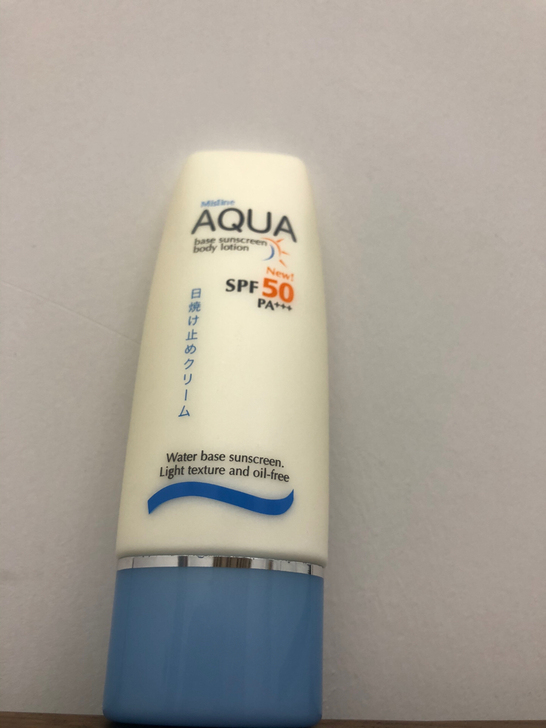 Mistine
AQUA
base sunscreen
body lotion
New!
SPF 50
PA+++
日焼け止めクリーム
Water base sunscreen.
Light texture and oil-free